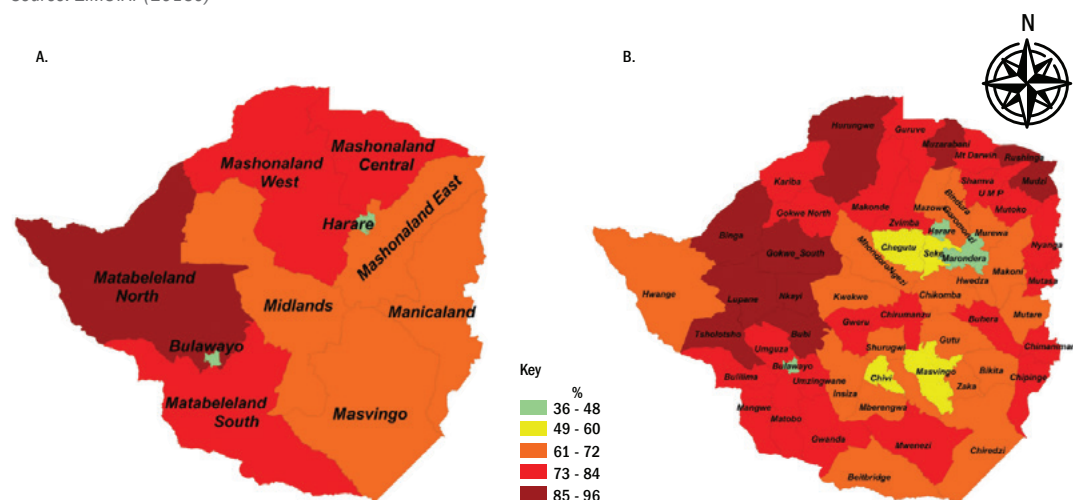 A.
Mashonaland
Central
Mashonaland
West
Harare
Mashonaland East
Matabeleland
North
Midlands
Manicaland
Bulawayo
Matabeleland
South
Masvingo
Key
%
36 - 48
49 - 60
61 - 72
73 - 84
85 - 96
B.
N
Hurungwe
Guruve
Muzarabani
Mt Darwin
Rushinga
Mudzi
Kariba
Shamva
U M P
Bindura
Mazowe
Gokwe North
Makonde
Mutoko
Zvimba
Goromonzi
Harare
Murewa
Binga
Chegutu
Seke
Marondera
Nyanga
Gokwe_South
Makoni
Hwedza
Mutasa
Hwange
Lupane
Nkayi
Kwekwe
Chikomba
Tsholotsho
Bubi
Gweru
Chirumanzu
Buhera
Mutare
Umguza
Shurugwi
Gutu
Bulawayo
Bulilima
Umzingwane
Chivi
Masvingo
Bikita
Zaka
Chipinge
Insiza
Mberengwa
Mangwe
Matobo
Gwanda
Mwenezi
Chiredzi
Beitbridge